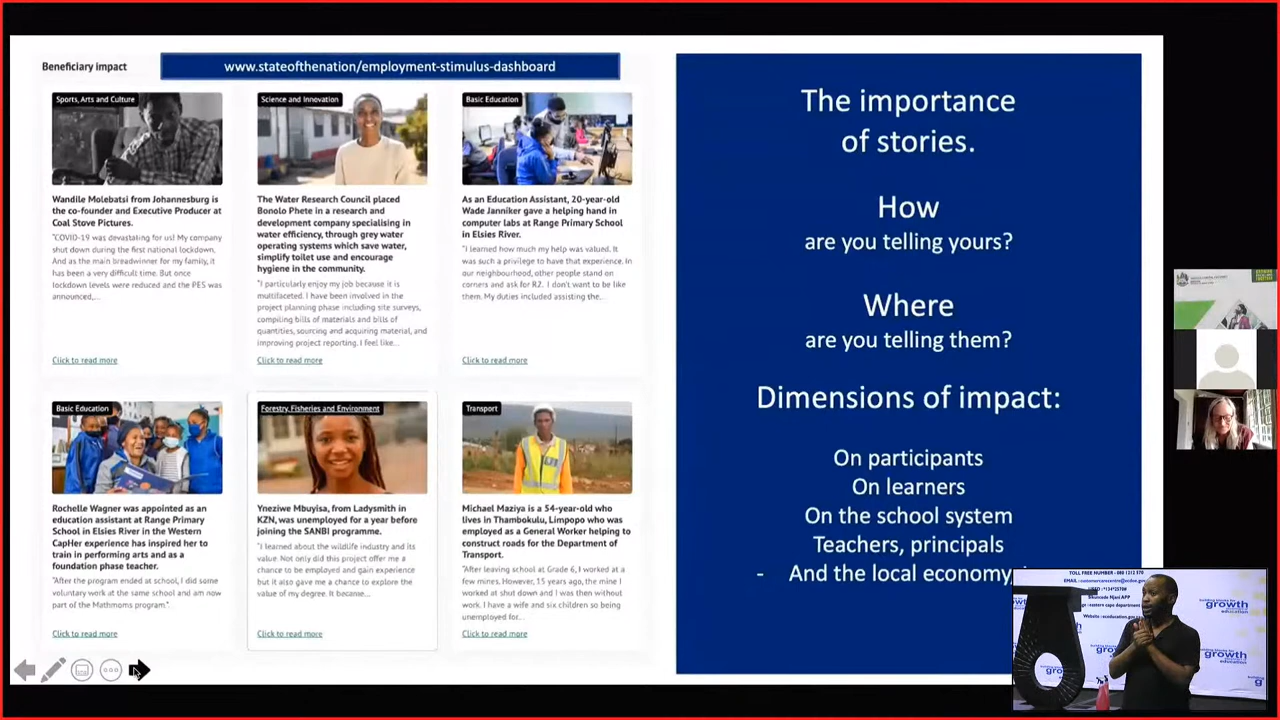 Beneficiary impact
www.stateofthenation/employment-stimulus-dashboard
Sports, Arts and Culture
Wandile Molebatsi from Johannesburg is
the co-founder and Executive Producer at
Coal Stove Pictures.
"COVID-19 was devastating for us! My company
shut down during the first national lockdown.
And as the main breadwinner for my family, it
has been a very difficult time. But once
lockdown levels were reduced and the PES was
announced,...
Click to read more
Science and Innovation
The Water Research Council placed
Bonolo Phete in a research and
development company specialising in
water efficiency, through grey water
operating systems which save water,
simplify toilet use and encourage
hygiene in the community.
"I particularly enjoy my job because it is
multifaceted. I have been involved in the
project planning phase including site surveys,
compiling bills of materials and bills of
quantities, sourcing and acquiring material, and
improving project reporting. I feel like...
Click to read more
Basic Education
As an Education Assistant, 20-year-old
Wade Janniker gave a helping hand in
computer labs at Range Primary School
in Elsies River.
"I learned how much my help was valued. It
was such a privilege to have that experience. In
our neighbourhood, other people stand on
corners and ask for R2. I don't want to be like
them. My duties included assisting the...
Click to read more
Basic Education
Rochelle Wagner was appointed as an
education assistant at Range Primary
School in Elsies River in the Western
CapHer experience has inspired her to
train in performing arts and as a
foundation phase teacher.
"After the program ended at school, I did some
voluntary work at the same school and am now
part of the Mathmoms program".
Click to read more
Forestry, Fisheries and Environment
Yneziwe Mbuyisa, from Ladysmith in
KZN, was unemployed for a year before
joining the SANBI programme.
"I learned about the wildlife industry and its
value. Not only did this project offer me a
chance to be employed and gain experience
but it also gave me a chance to explore the
value of my degree. It became...
Click to read more
Transport
Michael Maziya is a 54-year-old who
lives in Thambokulu, Limpopo who was
employed as a General Worker helping to
construct roads for the Department of
Transport.
"After leaving school at Grade 6, I worked at a
few mines. However, 15 years ago, the mine I
worked at shut down and I was then without
work. I have a wife and six children so being
unemployed for...
Click to read more
The importance
of stories.
How
are you telling yours?
Where
are you telling them?
Dimensions of impact:
On participants
On learners
On the school system
Teachers, principals
- And the local economy
TOLL FREE NUMBER
building blocks for
growth
education
growth
education
growth
education